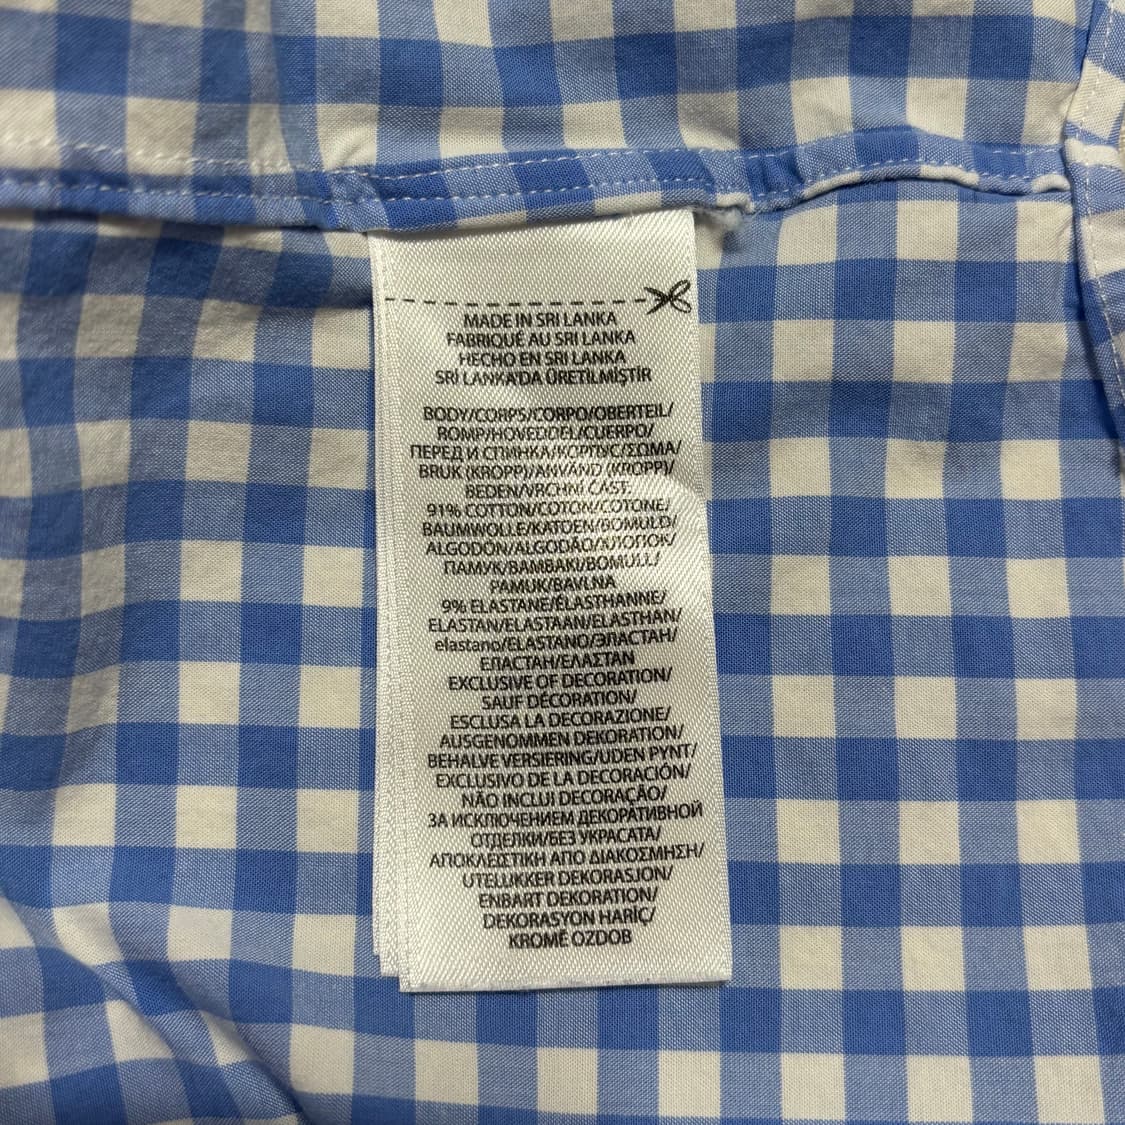 MADE IN SRI LANKA
FABRIQUÉ AU SRI LANKA
HECHO EN SRI LANKA
SRİ LANKA'DA ÜRETİLMİŞTİR
BODY/CORPS/CORPO/OBERTEIL/
ROMP/HOVEDDEL/CUERPO/
ПЕРЕД И СПИНКА/КОРПУС/ΣΩΜΑ/
BRUK (KROPP)/ANVÄND (KROPP)/
BEDEN/VRCHNÍ ČÁST.
91% COTTON/COTON/COTONE/
BAUMWOLLE/KATOEN/BOMULD/
ALGODÓN/ALGODÃO/ХЛОПОК/
ПАМУК/ΒΑΜΒΑΚΙ/BOMULL/
PAMUK/BAVLNA
9% ELASTANE/ÉLASTHANNE/
ELASTAN/ELASTAAN/ELASTHAN/
elastano/ELASTANO/ЭЛАСТАН/
ЕЛАСТАН/ΕΛΑΣΤΑΝ
EXCLUSIVE OF DECORATION/
SAUF DÉCORATION/
ESCLUSA LA DECORAZIONE/
AUSGENOMMEN DEKORATION/
BEHALVE VERSIERING/UDEN PYNT/
EXCLUSIVO DE LA DECORACIÓN/
NÃO INCLUI DECORAÇÃO/
ЗА ИСКЛЮЧЕНИЕМ ДЕКОРАТИВНОЙ
ОТДЕЛКИ/БЕЗ УКРАСАТА/
ΑΠΟΚΛΕΙΣΤΙΚΗ ΑΠΟ ΔΙΑΚΟΣΜΗΣΗ/
UTELUKKER DEKORASJON/
ENBART DEKORATION/
DEKORASYON HARİÇ/
KROMĚ OZDOB